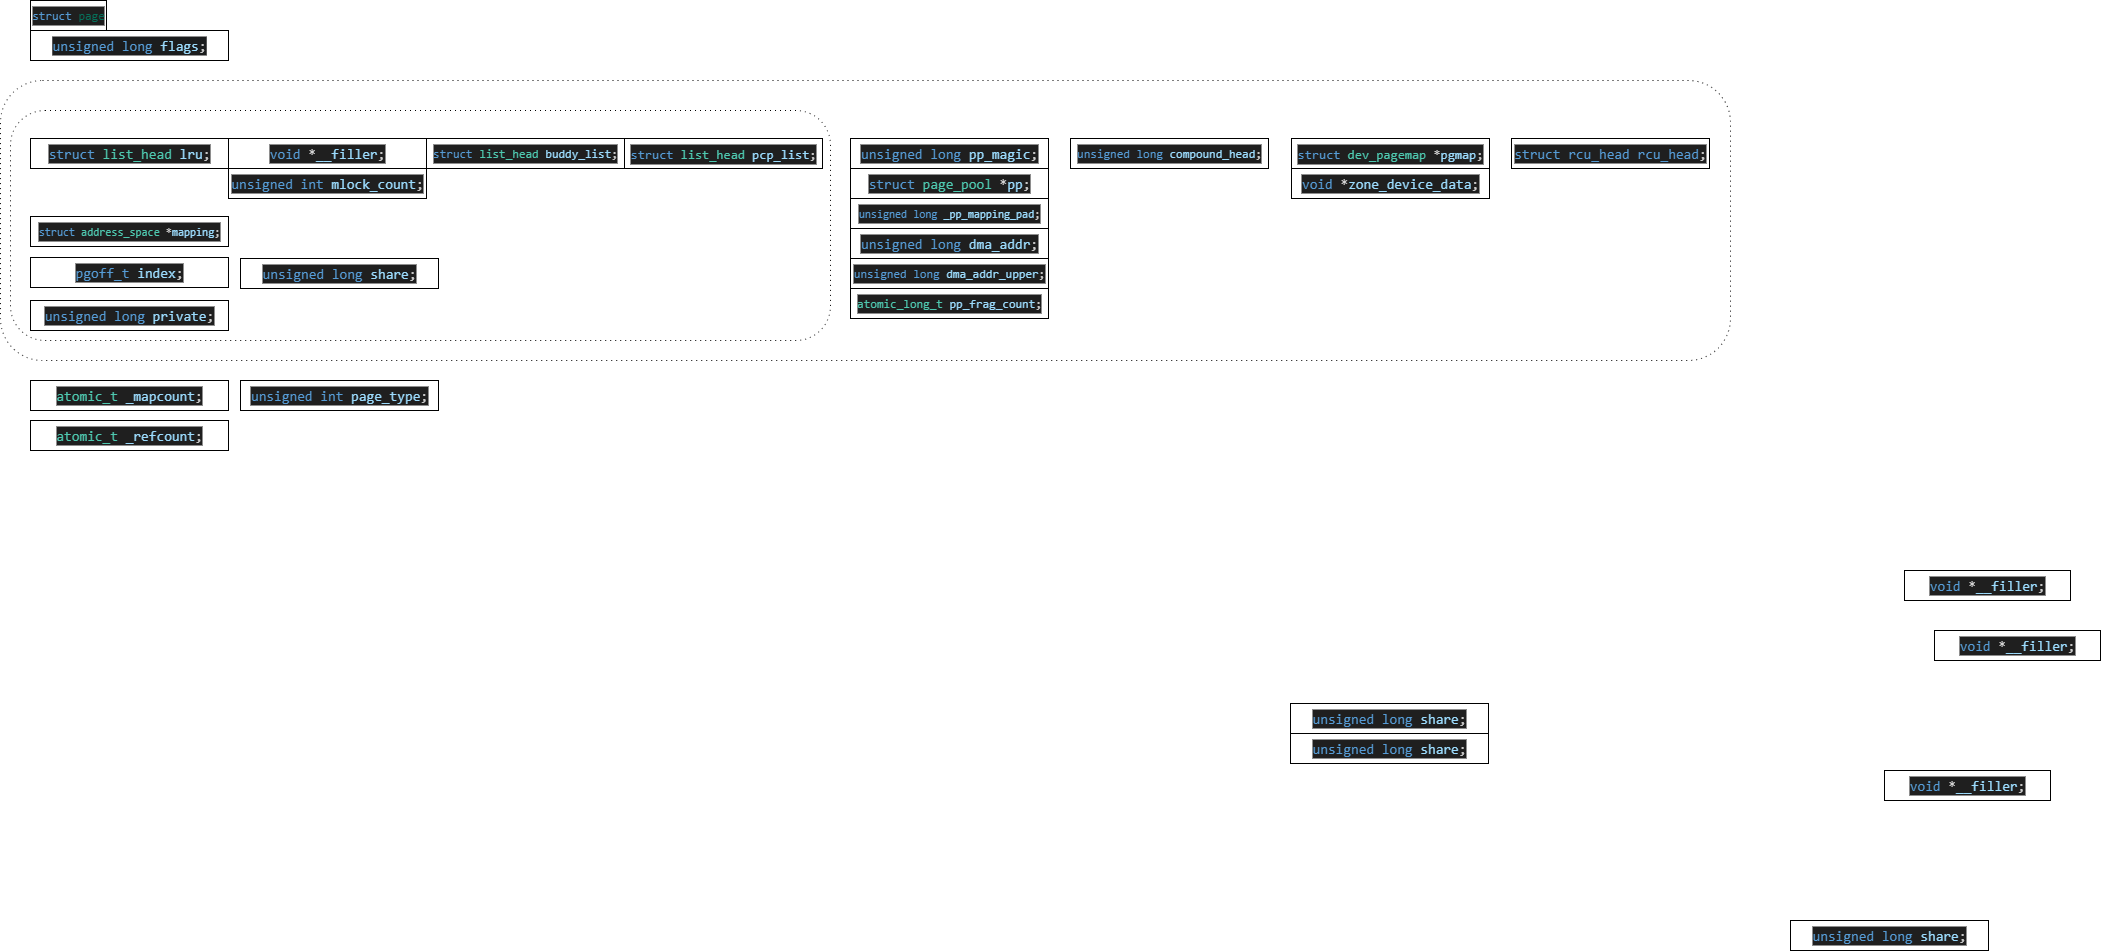 struct page
unsigned long flags;
struct list_head lru;
void *__filler;
struct list_head buddy_list;
struct list_head pcp_list;
unsigned long pp_magic;
unsigned long compound_head;
struct dev_pagemap *pgmap;
struct rcu_head rcu_head;
unsigned int mlock_count;
struct page_pool *pp;
void *zone_device_data;
unsigned long _pp_mapping_pad;
struct address_space *mapping;
unsigned long dma_addr;
pgoff_t index;
unsigned long share;
unsigned long dma_addr_upper;
atomic_long_t pp_frag_count;
unsigned long private;
atomic_t _mapcount;
unsigned int page_type;
atomic_t _refcount;
void *__filler;
void *__filler;
unsigned long share;
unsigned long share;
void *__filler;
unsigned long share;